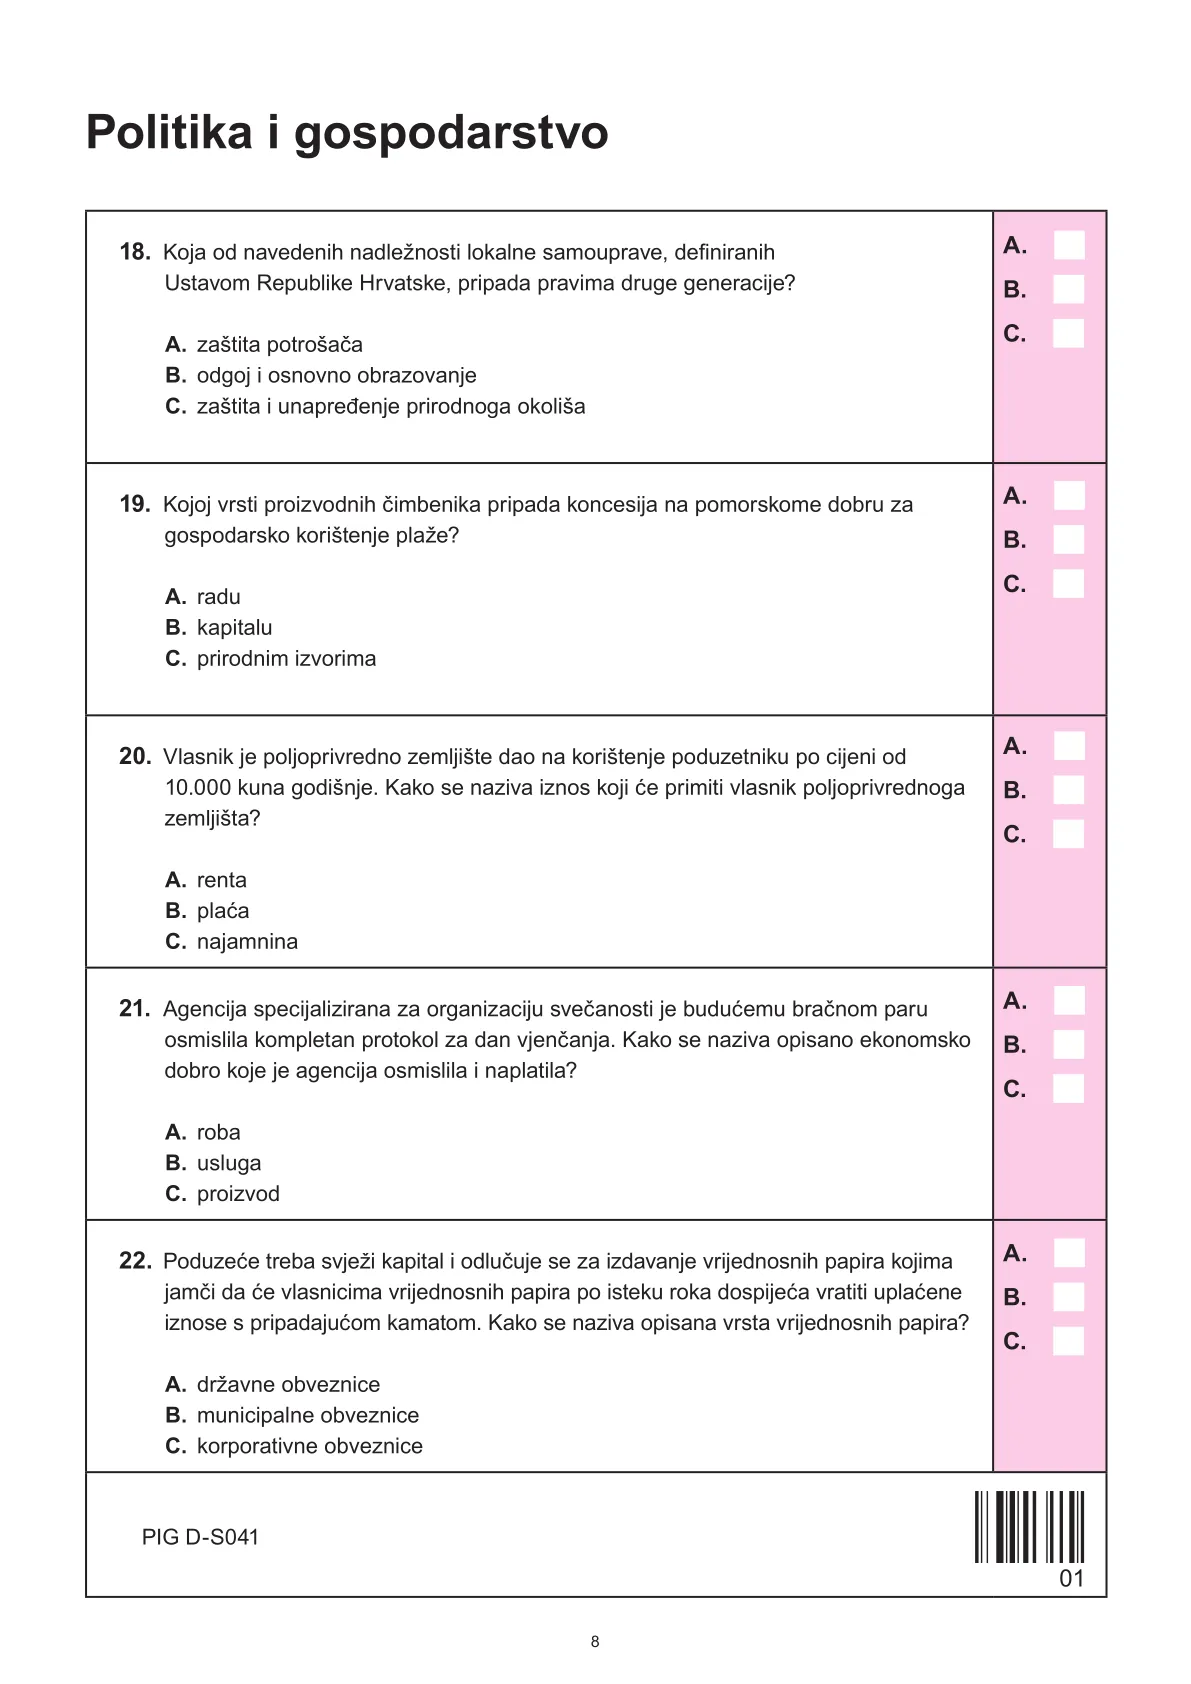 Politika i gospodarstvo
18. Koja od navedenih nadležnosti lokalne samouprave, definiranih
Ustavom Republike Hrvatske, pripada pravima druge generacije?
A. zaštita potrošača
B. odgoj i osnovno obrazovanje
C. zaštita i unapređenje prirodnoga okoliša
A.
B.
C.
19. Kojoj vrsti proizvodnih čimbenika pripada koncesija na pomorskome dobru za
gospodarsko korištenje plaže?
A. radu
B. kapitalu
C. prirodnim izvorima
A.
B.
C.
20. Vlasnik je poljoprivredno zemljište dao na korištenje poduzetniku po cijeni od
10.000 kuna godišnje. Kako se naziva iznos koji će primiti vlasnik poljoprivrednoga
zemljišta?
A. renta
B. plaća
C. najamnina
A.
B.
C.
21. Agencija specijalizirana za organizaciju svečanosti je budućemu bračnom paru
osmislila kompletan protokol za dan vjenčanja. Kako se naziva opisano ekonomsko
dobro koje je agencija osmislila i naplatila?
A. roba
B. usluga
C. proizvod
A.
B.
C.
22. Poduzeće treba svježi kapital i odlučuje se za izdavanje vrijednosnih papira kojima
jamči da će vlasnicima vrijednosnih papira po isteku roka dospijeća vratiti uplaćene
iznose s pripadajućom kamatom. Kako se naziva opisana vrsta vrijednosnih papira?
A. državne obveznice
B. municipalne obveznice
C. korporativne obveznice
A.
B.
C.
PIG D-S041
01
8